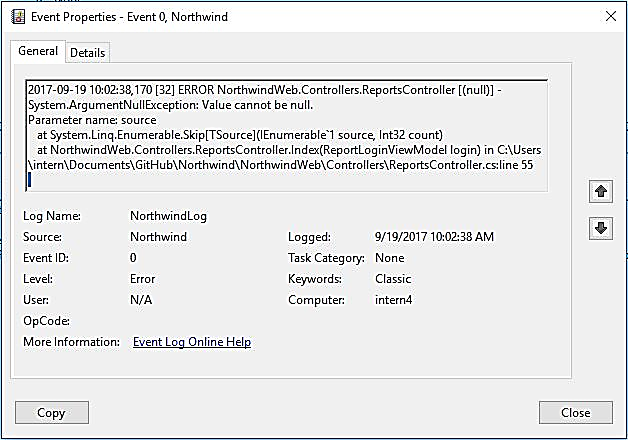 Event Properties - Event 0, Northwind
General
Details
2017-09-19 10:02:38,170 [32] ERROR NorthwindWeb.Controllers.ReportsController [(null)] -
System.ArgumentNullException: Value cannot be null.
Parameter name: source
at System.Linq.Enumerable.Skip[TSource](IEnumerable`1 source, Int32 count)
at NorthwindWeb.Controllers.ReportsController.Index(ReportLoginViewModel login) in C:\Users
\intern\Documents\GitHub\Northwind\NorthwindWeb\Controllers\ReportsController.cs:line 55
Log Name: NorthwindLog
Source: Northwind Logged: 9/19/2017 10:02:38 AM
Event ID: 0 Task Category: None
Level: Error Keywords: Classic
User: N/A Computer: intern4
OpCode:
More Information: Event Log Online Help
Copy Close